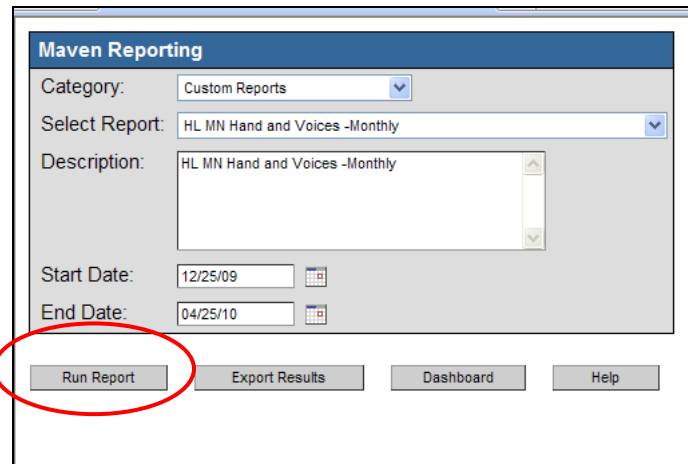 Maven Reporting
Category: Custom Reports
Select Report: HL MN Hand and Voices -Monthly
Description: HL MN Hand and Voices -Monthly
Start Date: 12/25/09
End Date: 04/25/10
Run Report Export Results Dashboard Help